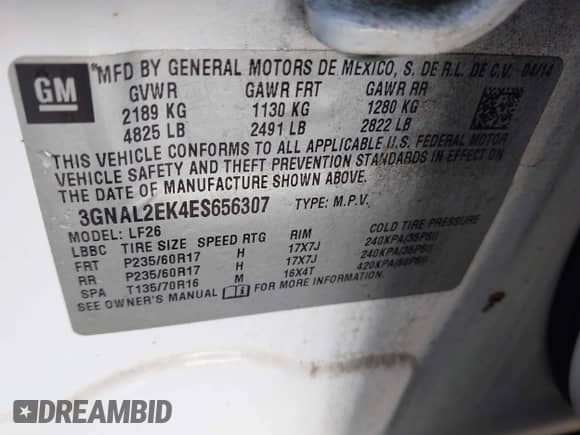 GM
"MFD BY GENERAL MOTORS DE MEXICO, S. DE R.L. DE C.V. 04/14
GVWR GAWR FRT GAWR RR
2189 KG 1130 KG 1280 KG
4825 LB 2491 LB 2822 LB
THIS VEHICLE CONFORMS TO ALL APPLICABLE U.S. FEDERAL MOTOR
VEHICLE SAFETY AND THEFT PREVENTION STANDARDS IN EFFECT ON
THE DATE OF MANUFACTURE SHOWN ABOVE.
3GNAL2EK4ES656307 TYPE: M.P.V.
MODEL: LF26
LBBC TIRE SIZE SPEED RTG RIM COLD TIRE PRESSURE
FRT P235/60R17 H 17X7J 240KPA(35PSI)
RR P235/60R17 H 17X7J 240KPA(35PSI)
SPA T135/70R16 M 16X4T 420KPA(60PSI)
SEE OWNER'S MANUAL FOR MORE INFORMATION.
DREAMBID